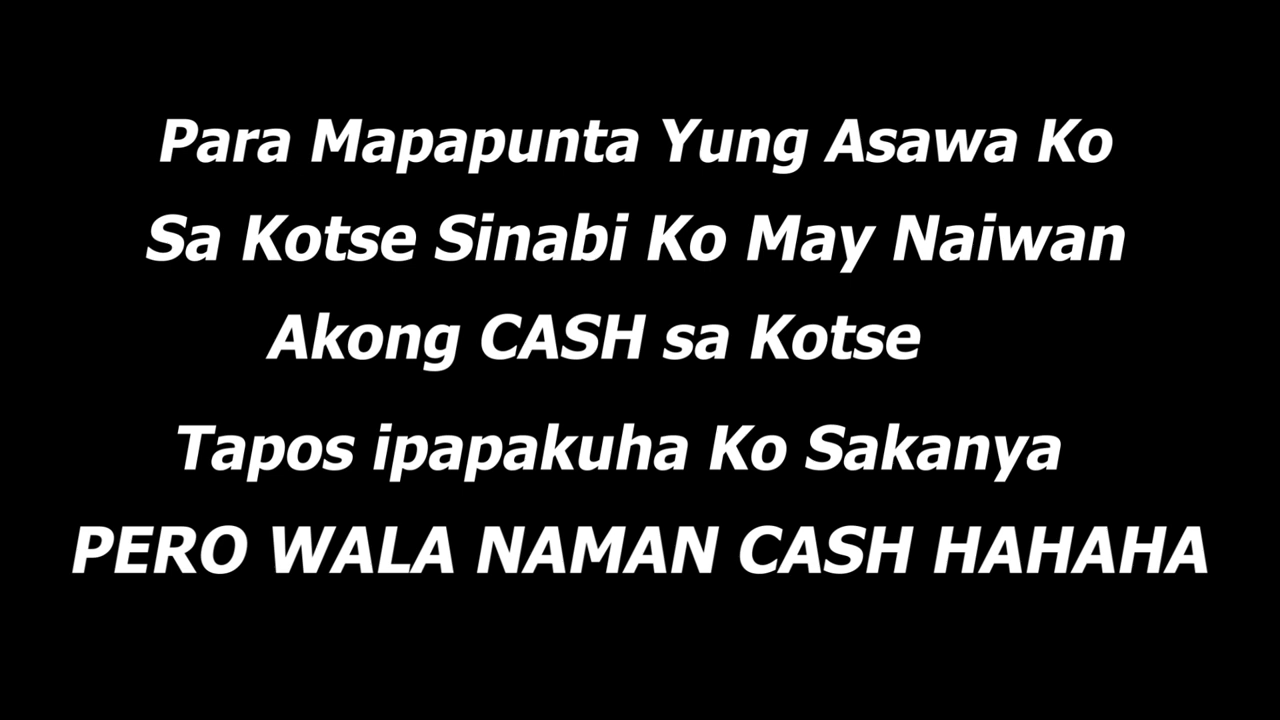 Para Mapapunta Yung Asawa Ko
Sa Kotse Sinabi Ko May Naiwan
Akong CASH sa Kotse
Tapos ipapakuha Ko Sakanya
PERO WALA NAMAN CASH HAHAHA